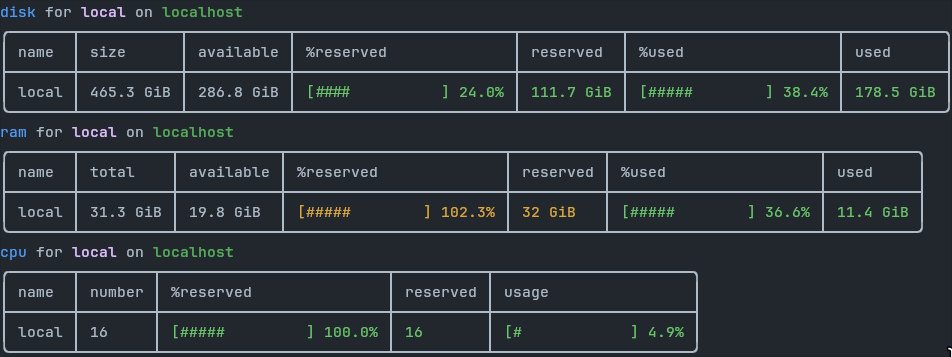 disk for local on localhost
name size available %reserved reserved %used used
local 465.3 GiB 286.8 GiB [####          ] 24.0% 111.7 GiB [#####        ] 38.4% 178.5 GiB
ram for local on localhost
name total available %reserved reserved %used used
local 31.3 GiB 19.8 GiB [#####        ] 102.3% 32 GiB [#####        ] 36.6% 11.4 GiB
cpu for local on localhost
name number %reserved reserved usage
local 16 [#####         ] 100.0% 16 [#            ] 4.9%